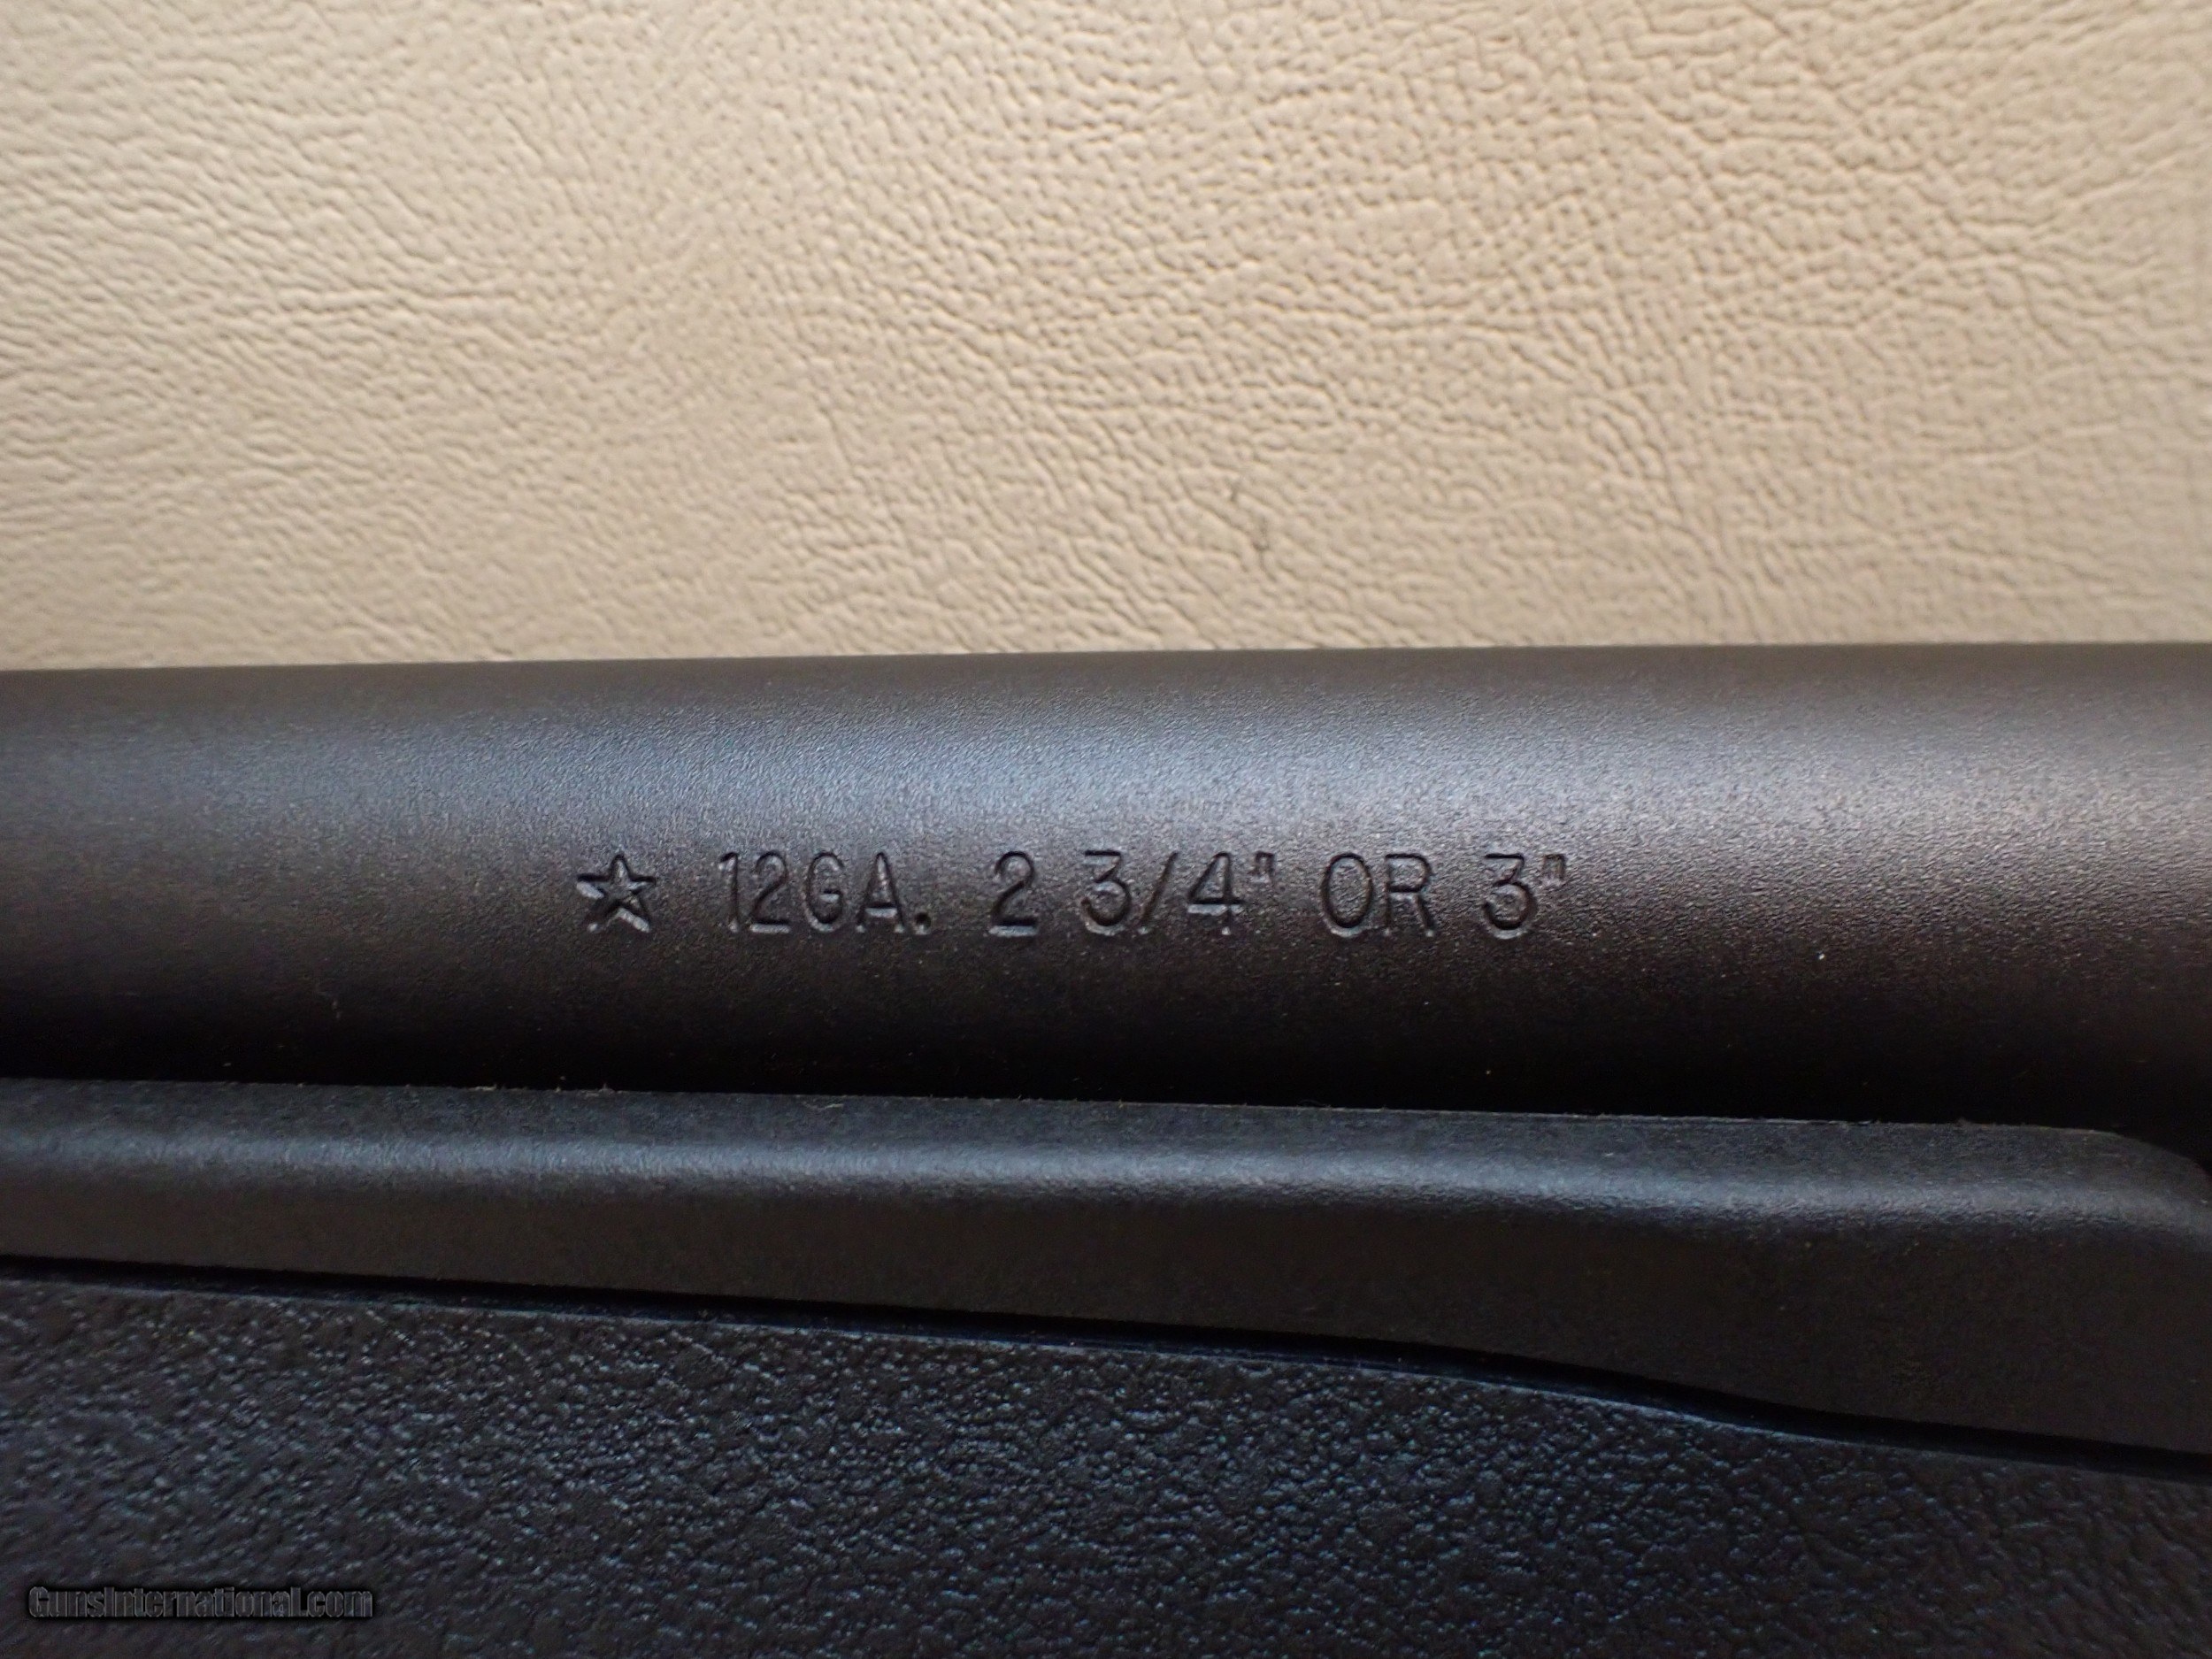 ☆ 12GA. 2 3/4" OR 3"
GunsInternational.com